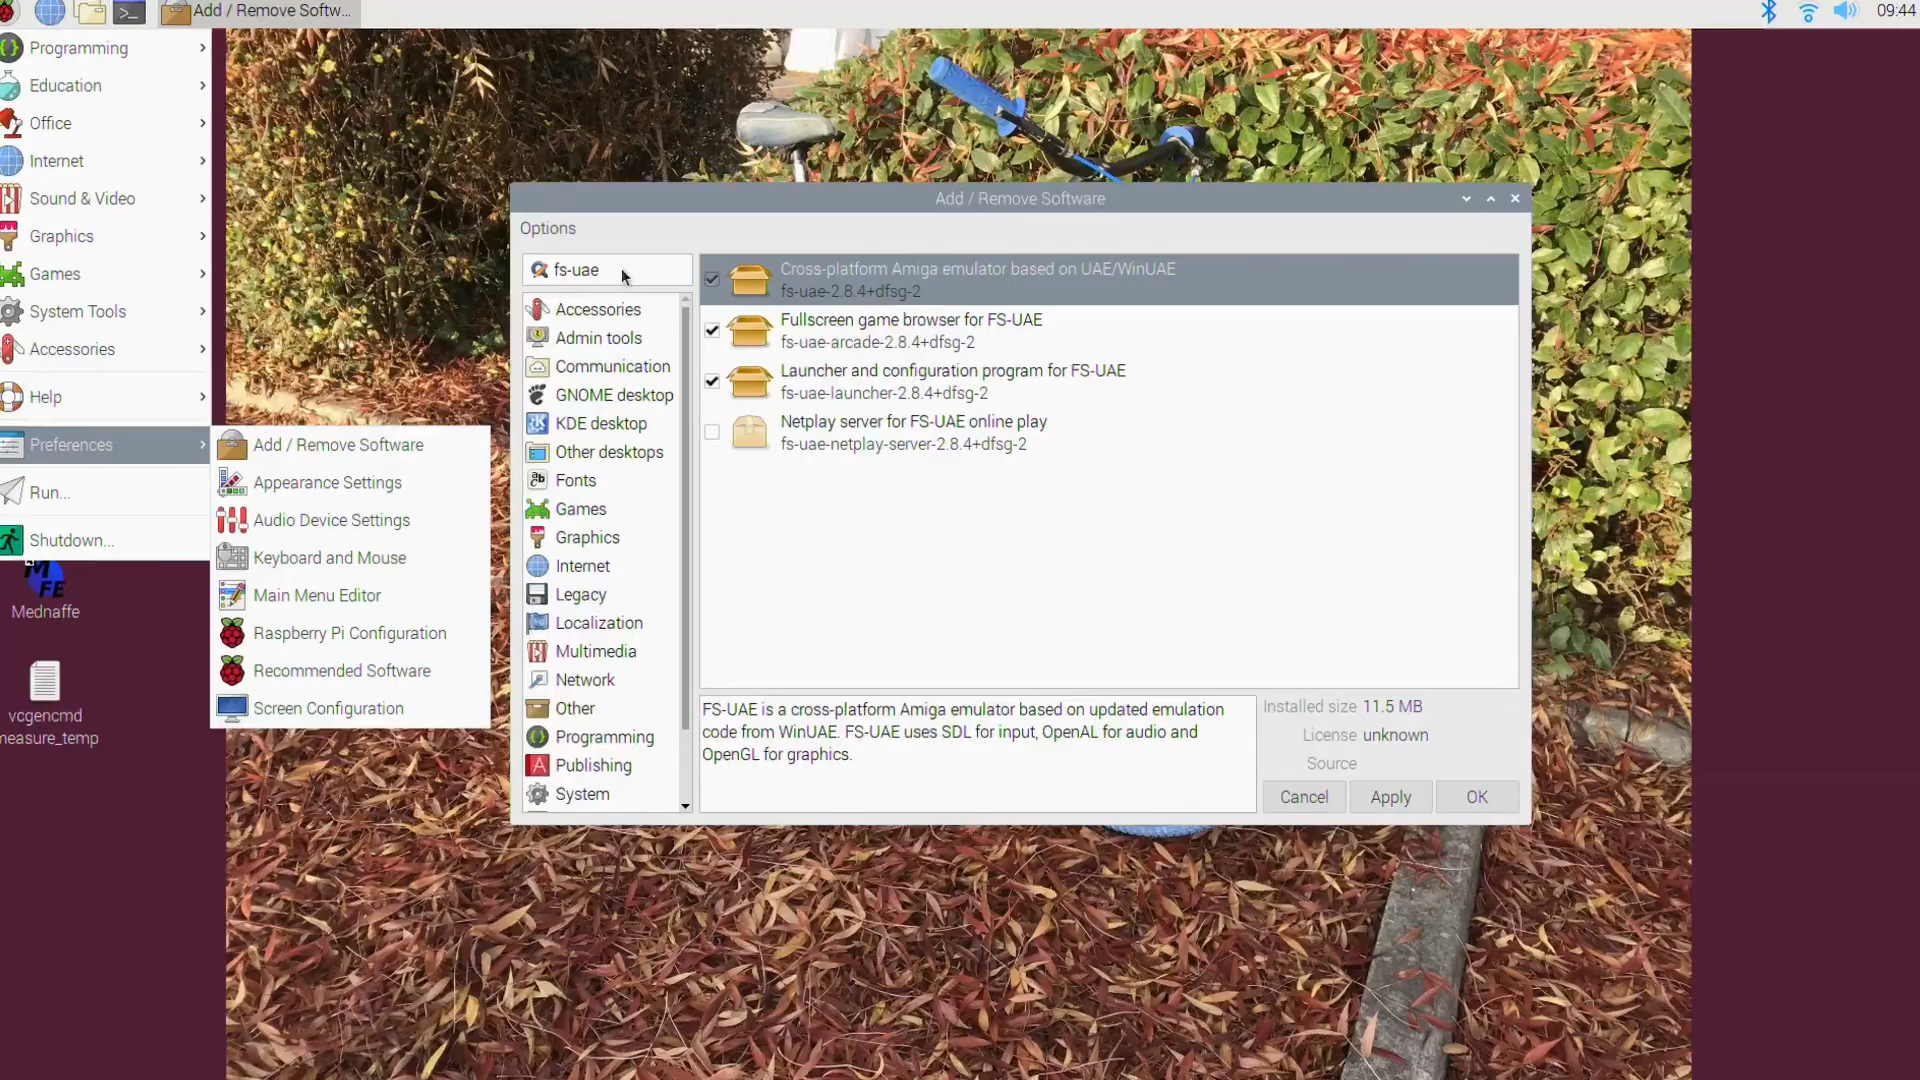 Add / Remove Softw...
09:44
Programming
Education
Office
Internet
Sound & Video
Graphics
Games
System Tools
Accessories
Help
Preferences
Run...
Shutdown...
Add / Remove Software
Appearance Settings
Audio Device Settings
Keyboard and Mouse
Main Menu Editor
Raspberry Pi Configuration
Recommended Software
Screen Configuration
MFE
Mednaffe
vcgencmd
measure_temp
Add / Remove Software
Options
fs-uae
Accessories
Admin tools
Communication
GNOME desktop
KDE desktop
Other desktops
Fonts
Games
Graphics
Internet
Legacy
Localization
Multimedia
Network
Other
Programming
Publishing
System
Cross-platform Amiga emulator based on UAE/WinUAE
fs-uae-2.8.4+dfsg-2
Fullscreen game browser for FS-UAE
fs-uae-arcade-2.8.4+dfsg-2
Launcher and configuration program for FS-UAE
fs-uae-launcher-2.8.4+dfsg-2
Netplay server for FS-UAE online play
fs-uae-netplay-server-2.8.4+dfsg-2
FS-UAE is a cross-platform Amiga emulator based on updated emulation
code from WinUAE. FS-UAE uses SDL for input, OpenAL for audio and
OpenGL for graphics.
Installed size 11.5 MB
License unknown
Source
Cancel
Apply
OK